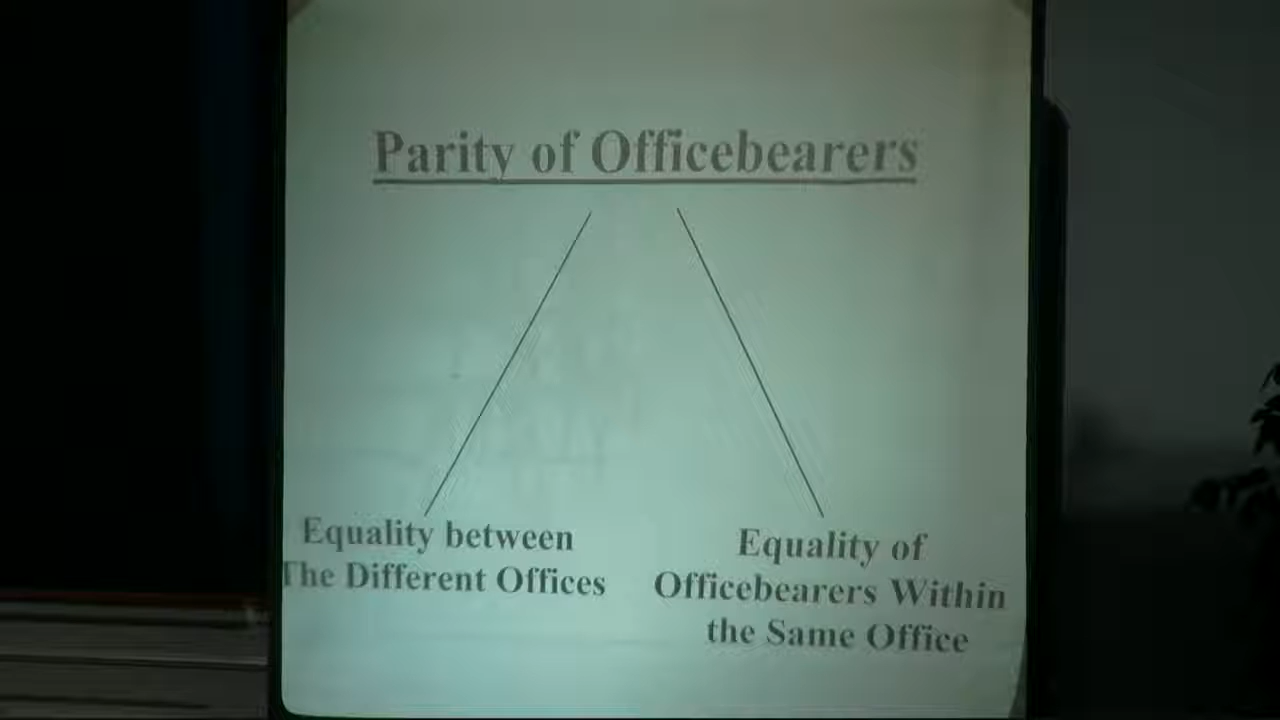 Parity of Officebearers
Equality between
The Different Offices
Equality of
Officebearers Within
the Same Office